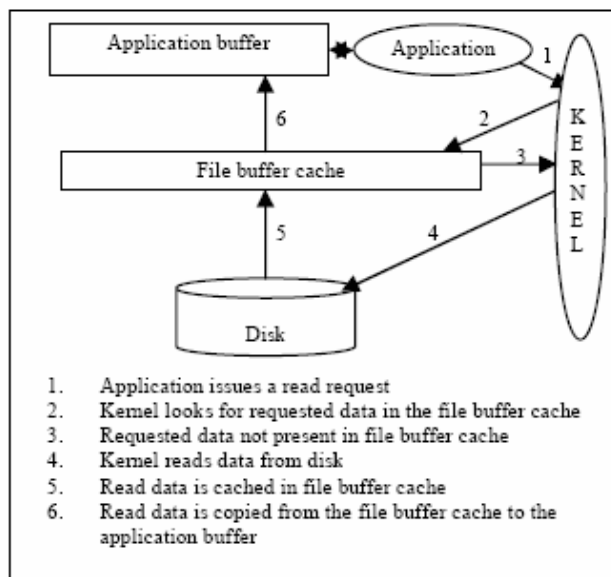 Application buffer
Application
1
2
6
3
K
E
R
N
E
L
File buffer cache
5
4
Disk
1. Application issues a read request
2. Kernel looks for requested data in the file buffer cache
3. Requested data not present in file buffer cache
4. Kernel reads data from disk
5. Read data is cached in file buffer cache
6. Read data is copied from the file buffer cache to the
application buffer